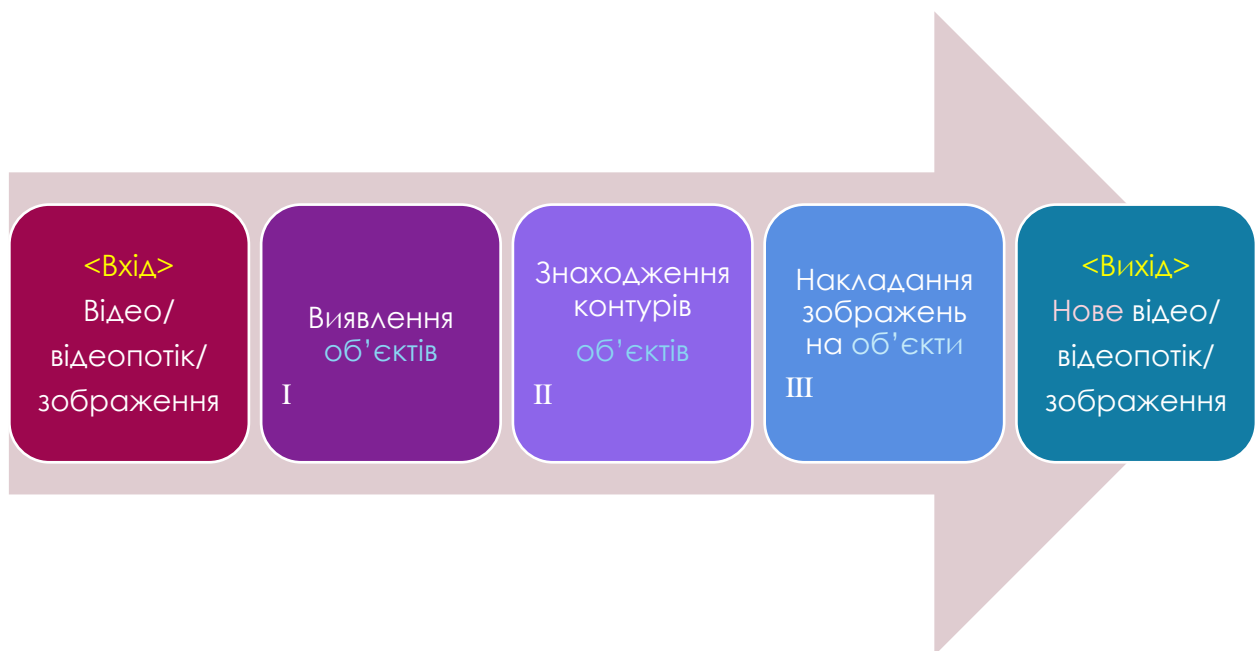 <Вхід>
Відео/
відеопотік/
зображення
Виявлення
об’єктів
I
Знаходження
контурів
об’єктів
II
Накладання
зображень
на об’єкти
III
<Вихід>
Нове відео/
відеопотік/
зображення